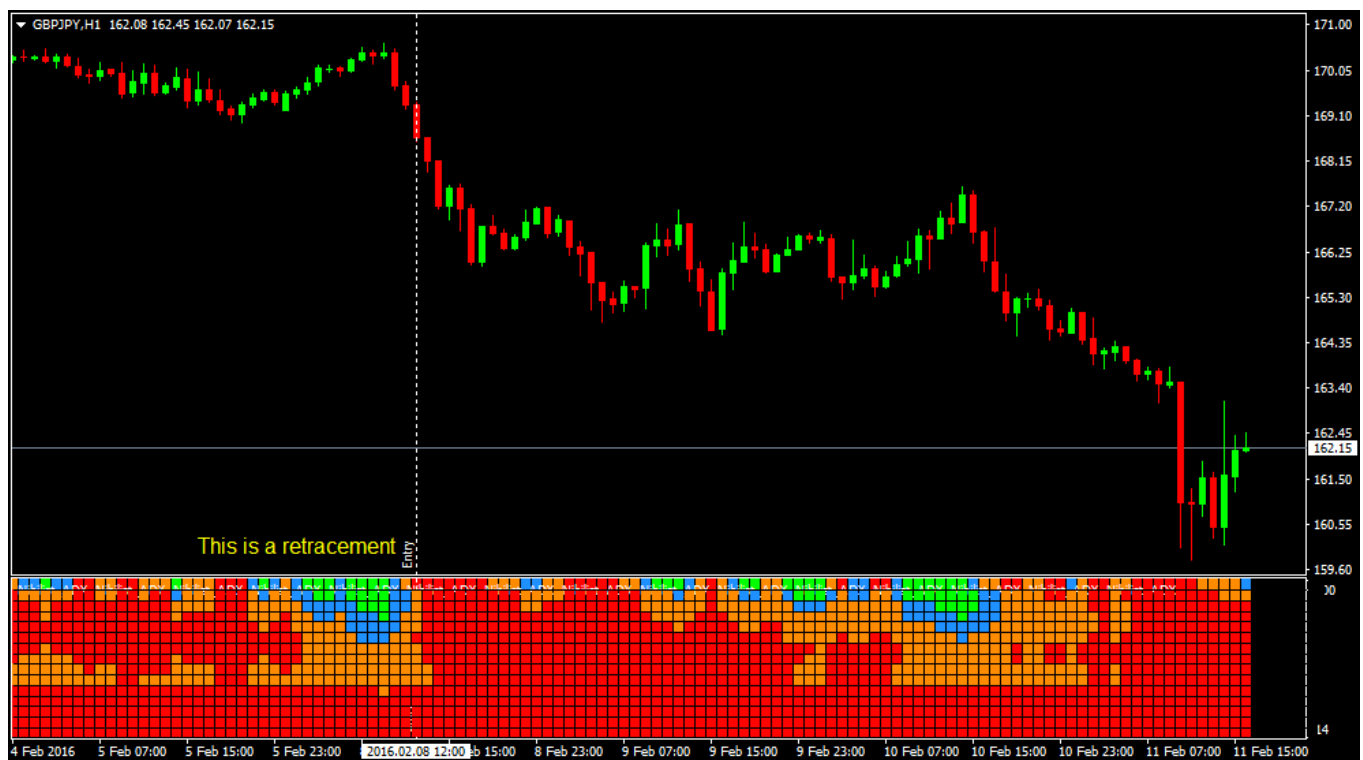 GBPJPY,H1 162.08 162.45 162.07 162.15
171.00
170.05
169.10
168.15
167.20
166.25
165.30
164.35
163.40
162.45
162.15
161.50
160.55
159.60
This is a retracement
Entry
14
4 Feb 2016
5 Feb 07:00
5 Feb 15:00
5 Feb 23:00
2016.02.08 12:00
15:00
8 Feb 23:00
9 Feb 07:00
9 Feb 15:00
9 Feb 23:00
10 Feb 07:00
10 Feb 15:00
10 Feb 23:00
11 Feb 07:00
11 Feb 15:00